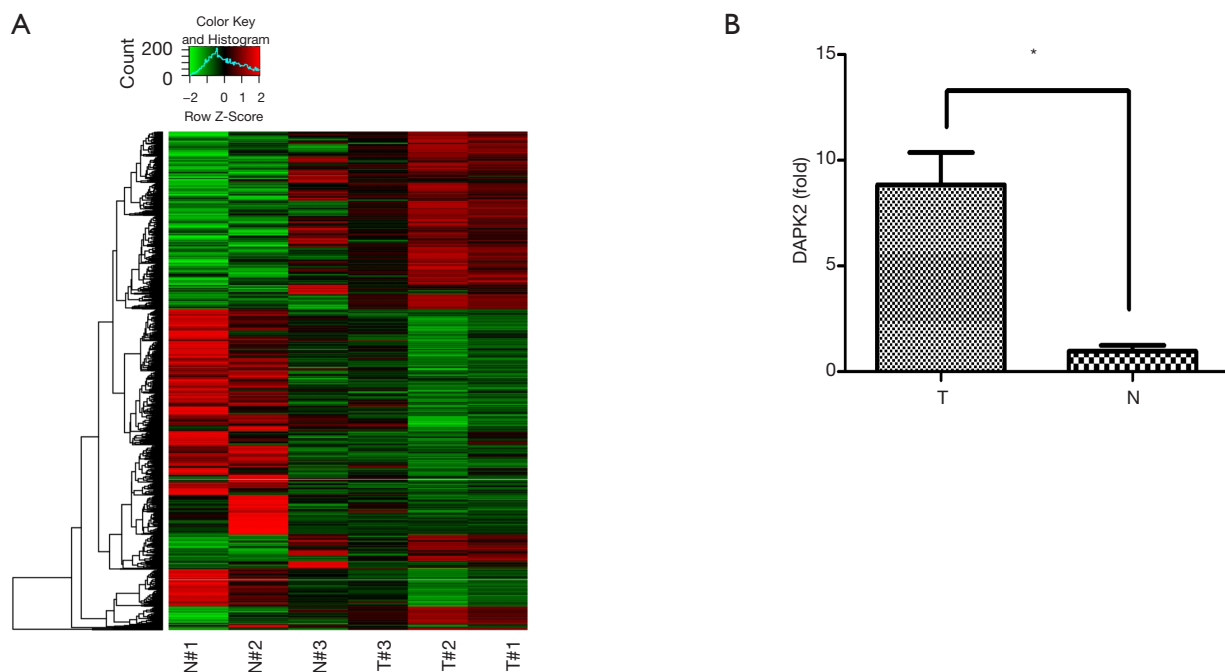 A
Color Key
and Histogram
Count
200
0
−2 0 1 2
Row Z-Score
N#1 N#2 N#3 T#3 T#2 T#1
B
15
*
10
DAPK2 (fold)
5
0
T N